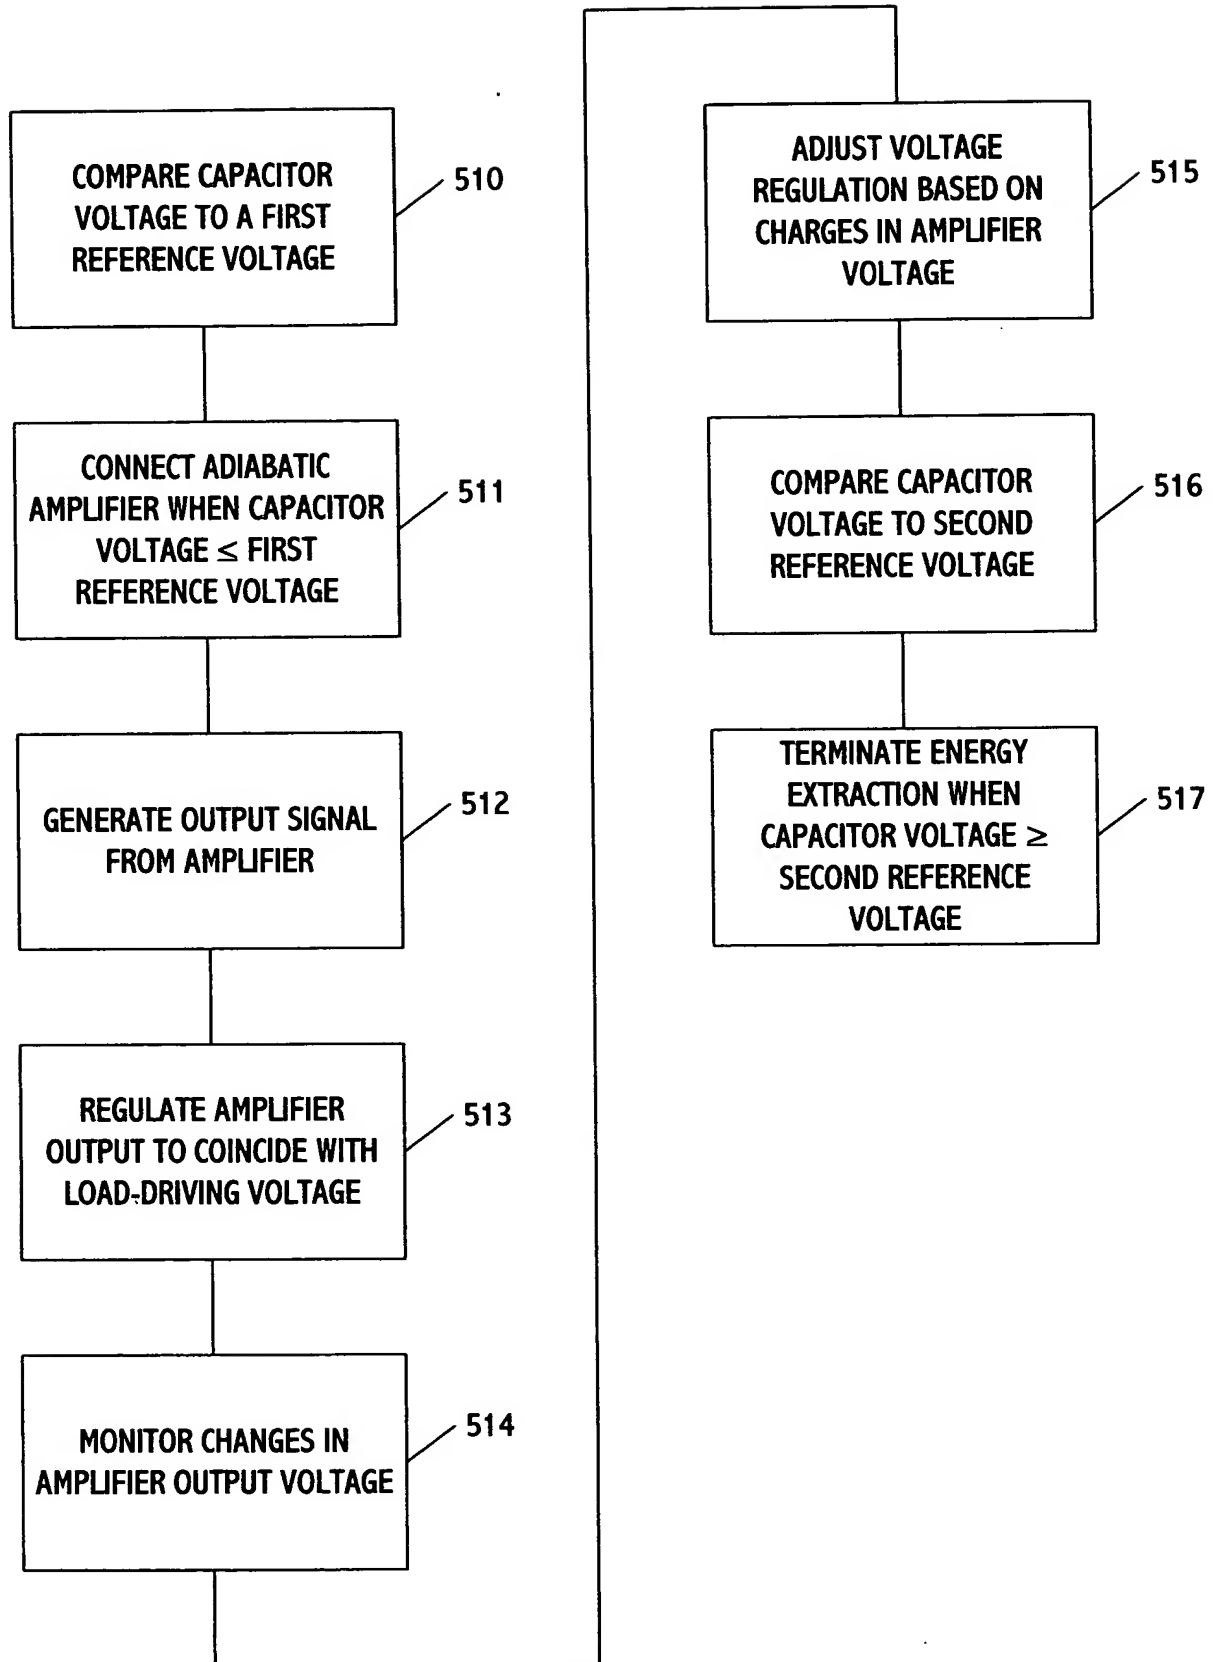 COMPARE CAPACITOR
VOLTAGE TO A FIRST
REFERENCE VOLTAGE
510
CONNECT ADIABATIC
AMPLIFIER WHEN CAPACITOR
VOLTAGE ≤ FIRST
REFERENCE VOLTAGE
511
GENERATE OUTPUT SIGNAL
FROM AMPLIFIER
512
REGULATE AMPLIFIER
OUTPUT TO COINCIDE WITH
LOAD-DRIVING VOLTAGE
513
MONITOR CHANGES IN
AMPLIFIER OUTPUT VOLTAGE
514
ADJUST VOLTAGE
REGULATION BASED ON
CHARGES IN AMPLIFIER
VOLTAGE
515
COMPARE CAPACITOR
VOLTAGE TO SECOND
REFERENCE VOLTAGE
516
TERMINATE ENERGY
EXTRACTION WHEN
CAPACITOR VOLTAGE ≥
SECOND REFERENCE
VOLTAGE
517